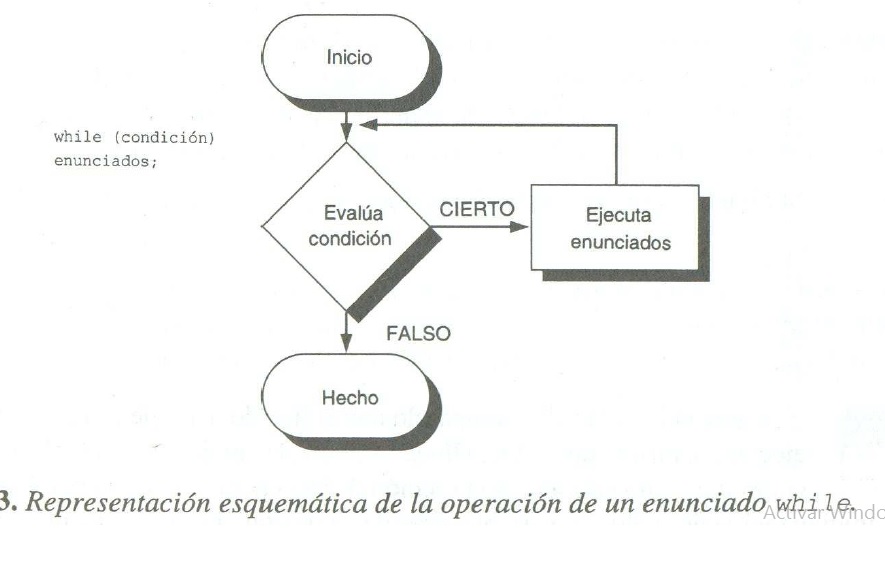 Inicio
while (condición)
enunciados;
Evalúa
condición
CIERTO
Ejecuta
enunciados
FALSO
Hecho
3. Representación esquemática de la operación de un enunciado while.
Activar Windo